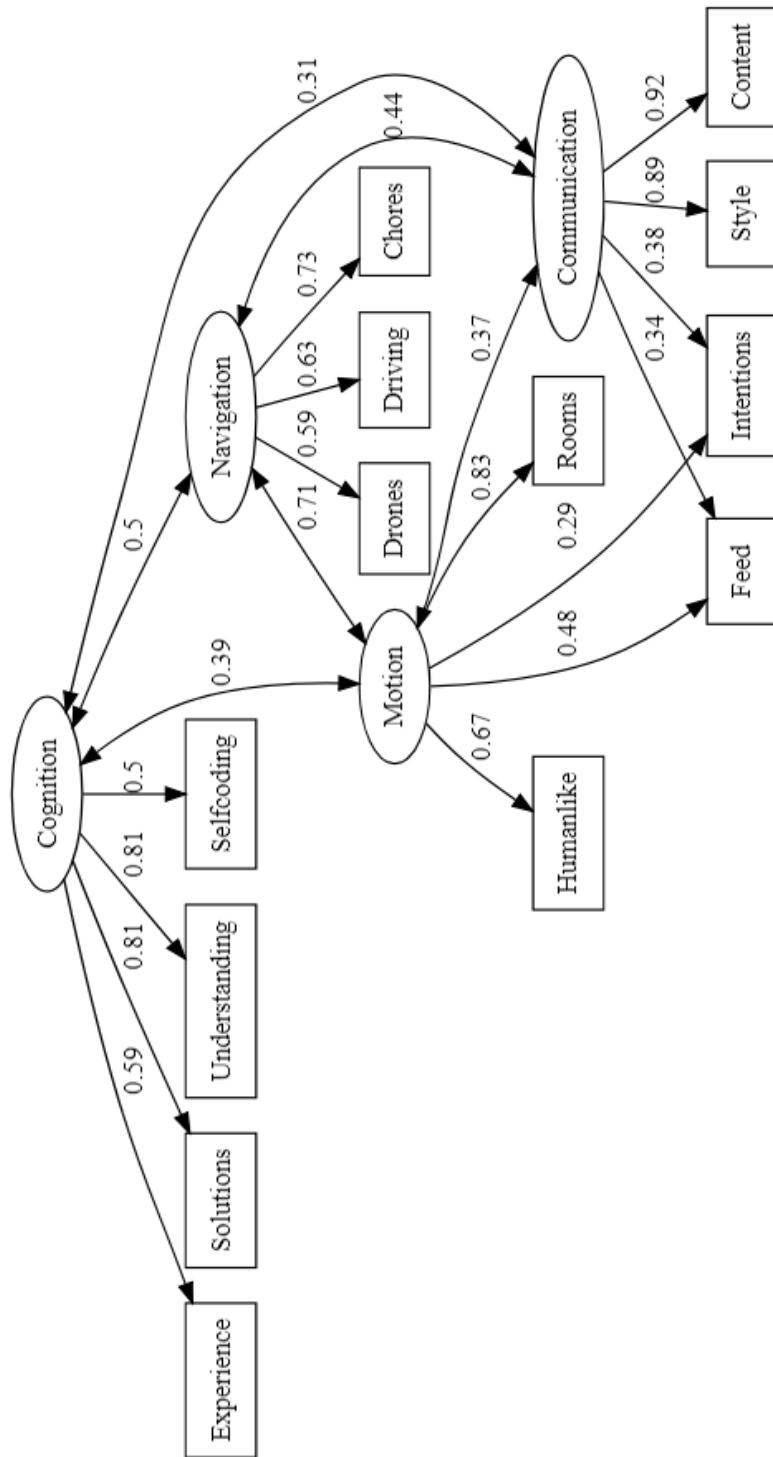 Cognition
0.59
0.81
0.81
0.5
0.39
0.5
0.31
Experience
Solutions
Understanding
Selfcoding
Navigation
0.71
0.59
0.63
0.73
0.44
Motion
Drones
Driving
Chores
0.67
0.48
0.29
0.83
0.37
Humanlike
Rooms
Communication
0.34
0.38
0.89
0.92
Feed
Intentions
Style
Content